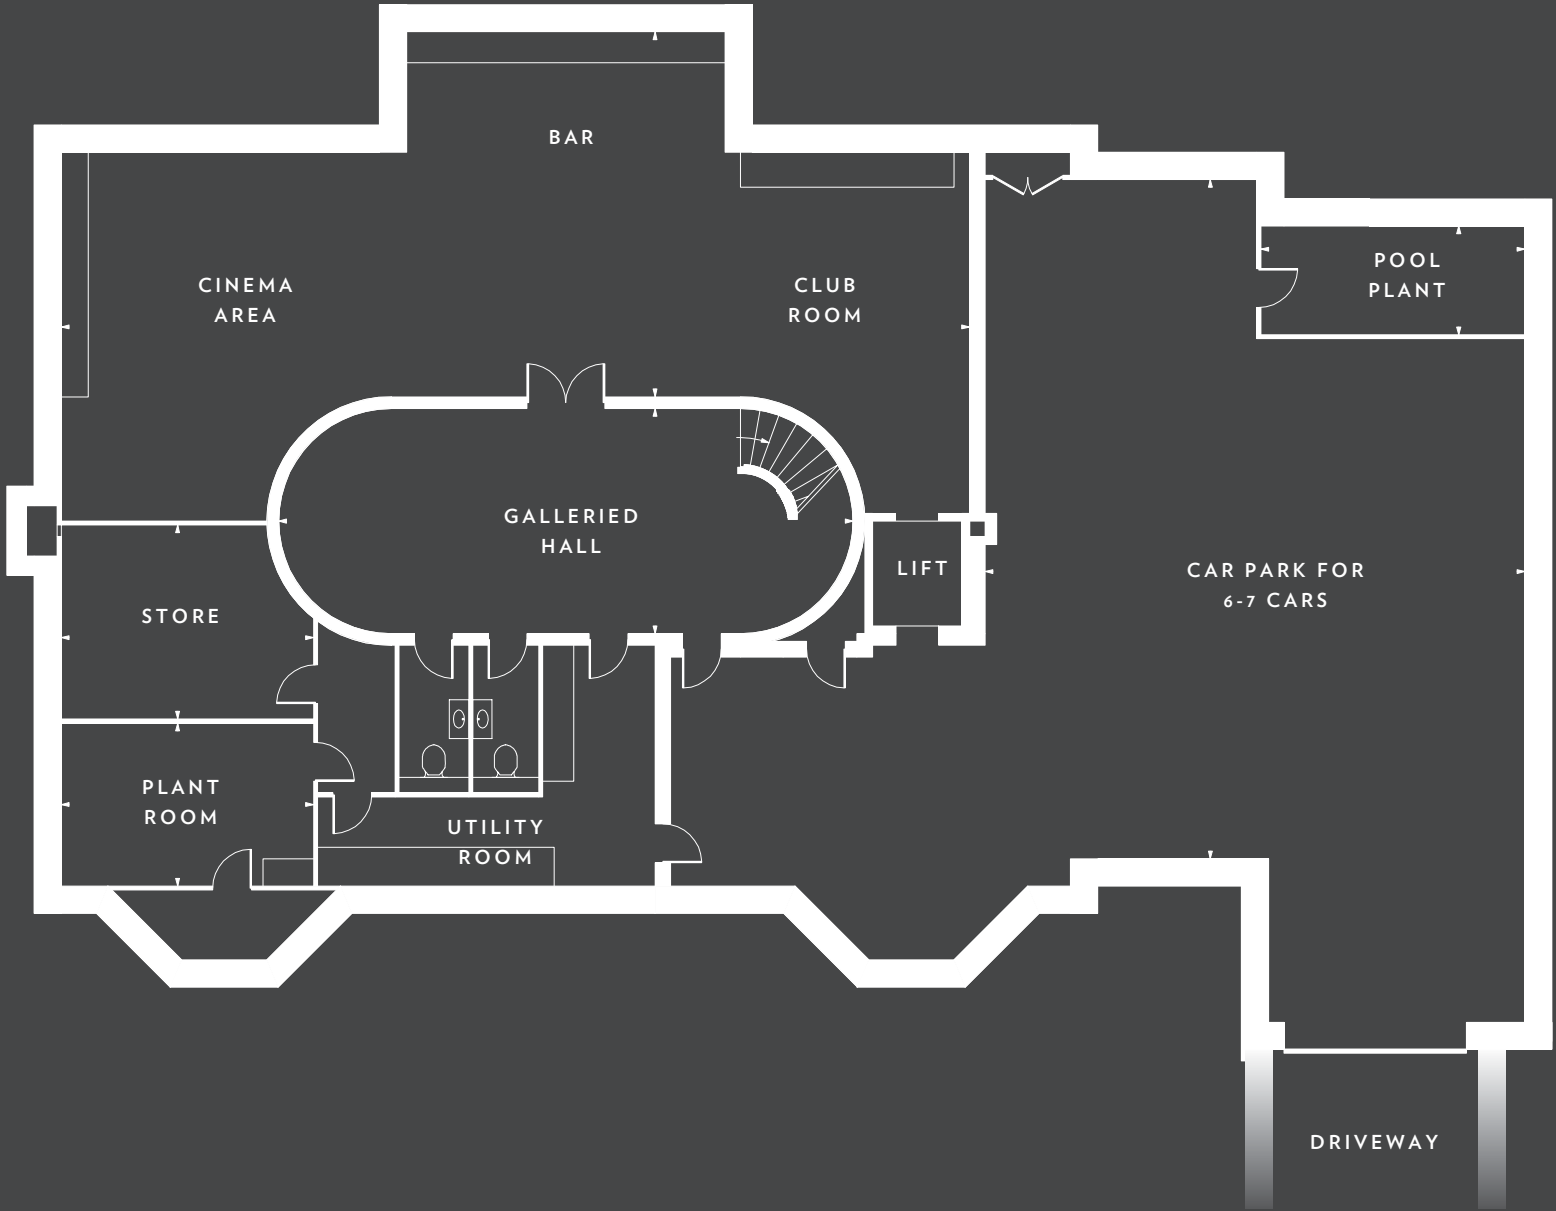 BAR
CINEMA
AREA
CLUB
ROOM
POOL
PLANT
GALLERIED
HALL
LIFT
CAR PARK FOR
6-7 CARS
STORE
PLANT
ROOM
UTILITY
ROOM
DRIVEWAY